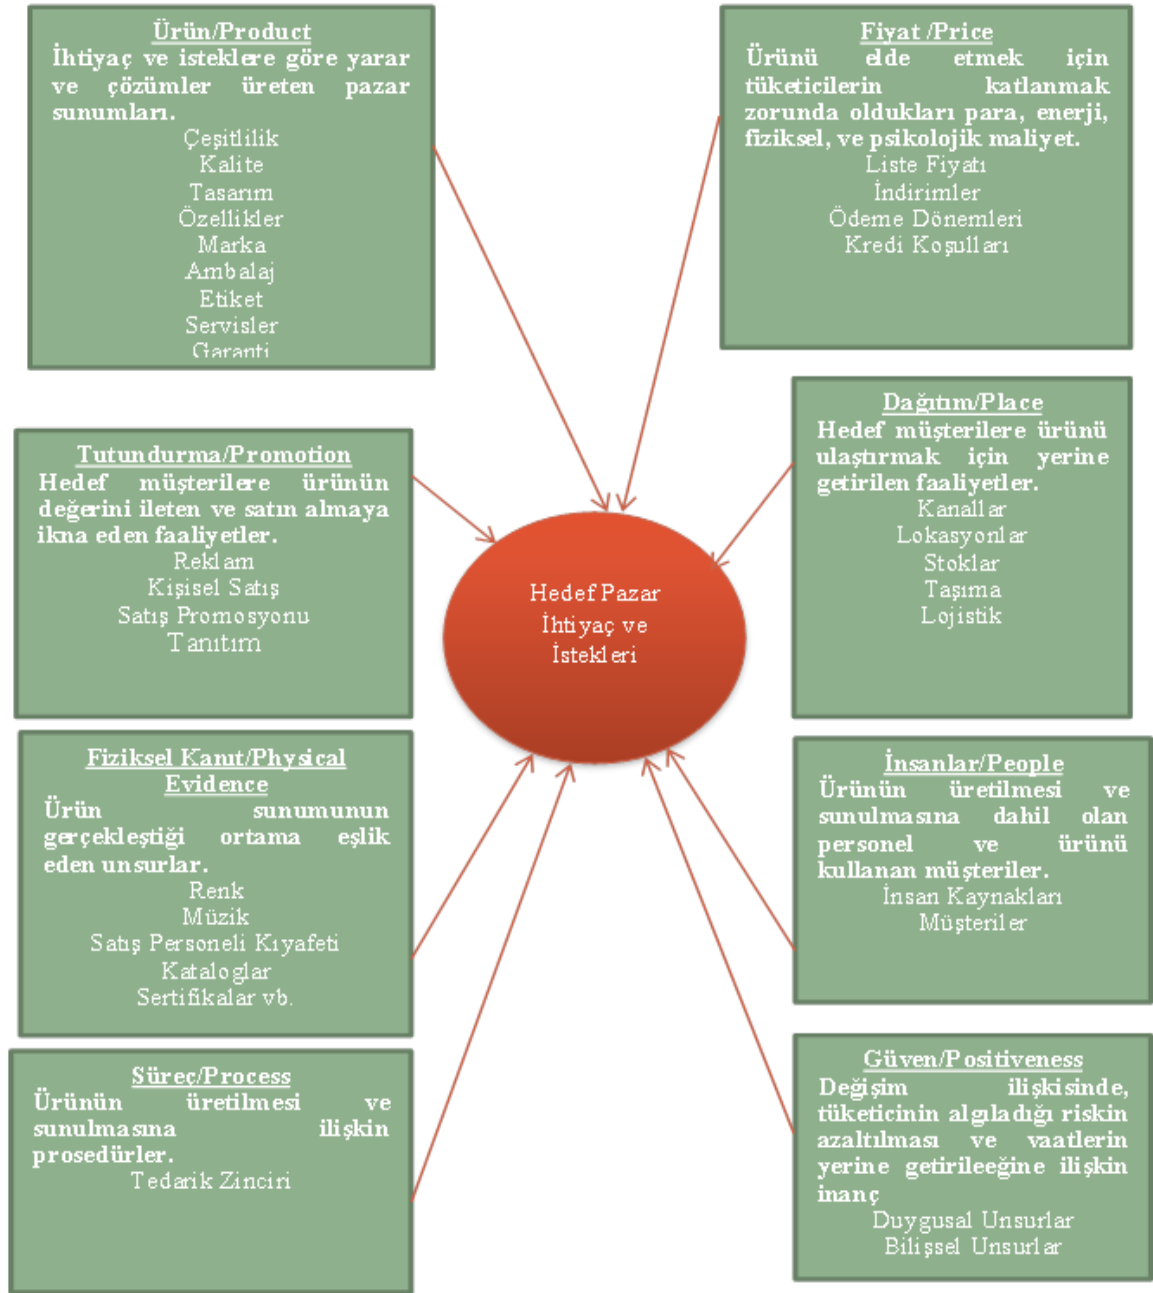 Ürün/Product
İhtiyaç ve isteklere göre yarar
ve çözümler üreten pazar
sunumları.
Çeşitlilik
Kalite
Tasarım
Özellikler
Marka
Ambalaj
Etiket
Servisler
Garanti
Fiyat /Price
Ürünü elde etmek için
tüketicilerin katlanmak
zorunda oldukları para, enerji,
fiziksel, ve psikolojik maliyet.
Liste Fiyatı
İndirimler
Ödeme Dönemleri
Kredi Koşulları
Tutundurma/Promotion
Hedef müşterilere ürünün
değerini ileten ve satın almaya
ikna eden faaliyetler.
Reklam
Kişisel Satış
Satış Promosyonu
Tanıtım
Dağıtım/Place
Hedef müşterilere ürünü
ulaştırmak için yerine
getirilen faaliyetler.
Kanallar
Lokasyonlar
Stoklar
Taşıma
Lojistik
Hedef Pazar
İhtiyaç ve
İstekleri
Fiziksel Kanıt/Physical
Evidence
Ürün sunumunun
gerçekleştiği ortama eşlik
eden unsurlar.
Renk
Müzik
Satış Personeli Kıyafeti
Kataloglar
Sertifikalar vb.
İnsanlar/People
Ürünün üretilmesi ve
sunulmasına dahil olan
personel ve ürünü
kullanan müşteriler.
İnsan Kaynakları
Müşteriler
Süreç/Process
Ürünün üretilmesi ve
sunulmasına ilişkin
prosedürler.
Tedarik Zinciri
Güven/Positiveness
Değişim ilişkisinde,
tüketicinin algıladığı riskin
azaltılması ve vaatlerin
yerine getirileeğine ilişkin
inanç
Duygusal Unsurlar
Bilişsel Unsurlar